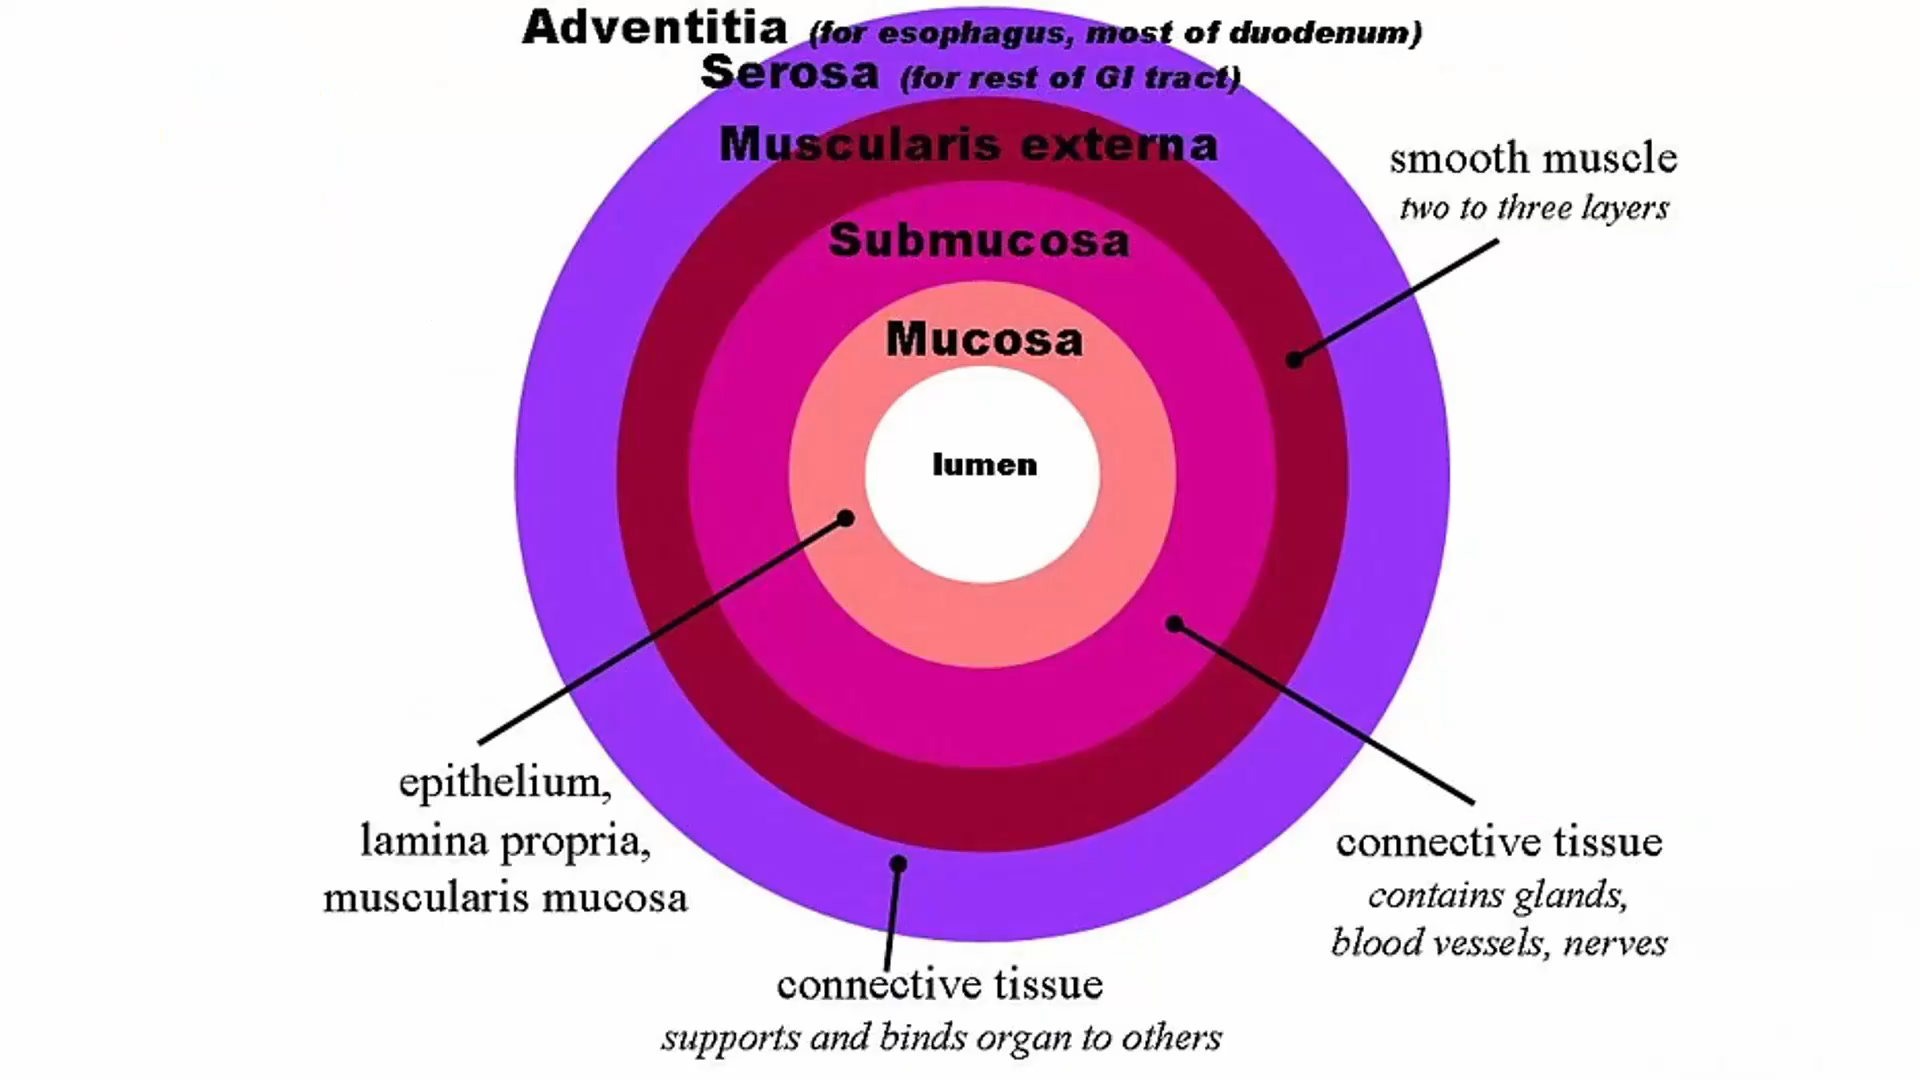 Adventitia (for esophagus, most of duodenum)
Serosa (for rest of GI tract)
Muscularis externa
smooth muscle
two to three layers
Submucosa
Mucosa
lumen
epithelium,
lamina propria,
muscularis mucosa
connective tissue
contains glands,
blood vessels, nerves
connective tissue
supports and binds organ to others